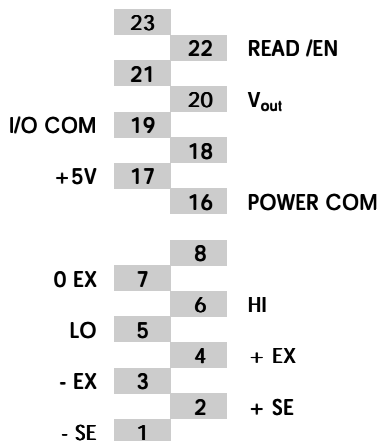 23
22 READ /EN
21
20 Vout
I/O COM 19
18
+5V 17
16 POWER COM
8
0 EX 7
6 HI
LO 5
4 + EX
- EX 3
2 + SE
- SE 1